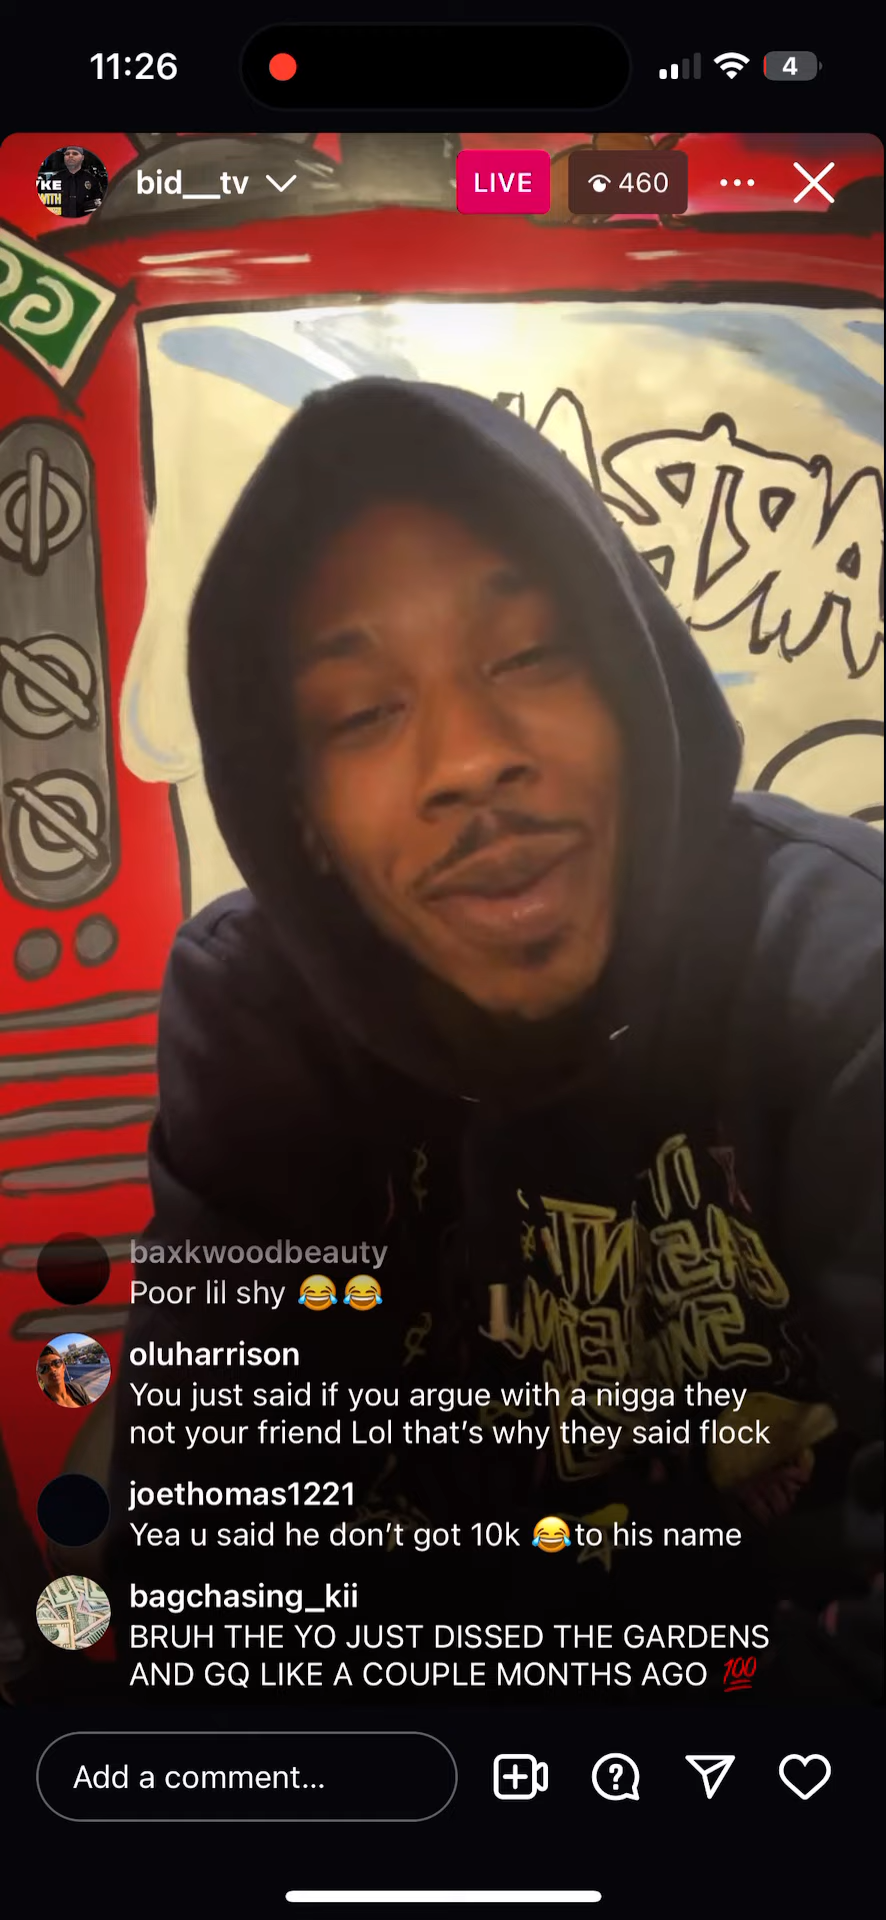 11:26
4
bid__tv
LIVE
460
baxkwoodbeauty
Poor lil shy 😂😂
oluharrison
You just said if you argue with a nigga they
not your friend Lol that’s why they said flock
joethomas1221
Yea u said he don’t got 10k 😂to his name
bagchasing_kii
BRUH THE YO JUST DISSED THE GARDENS
AND GQ LIKE A COUPLE MONTHS AGO 💯
Add a comment...